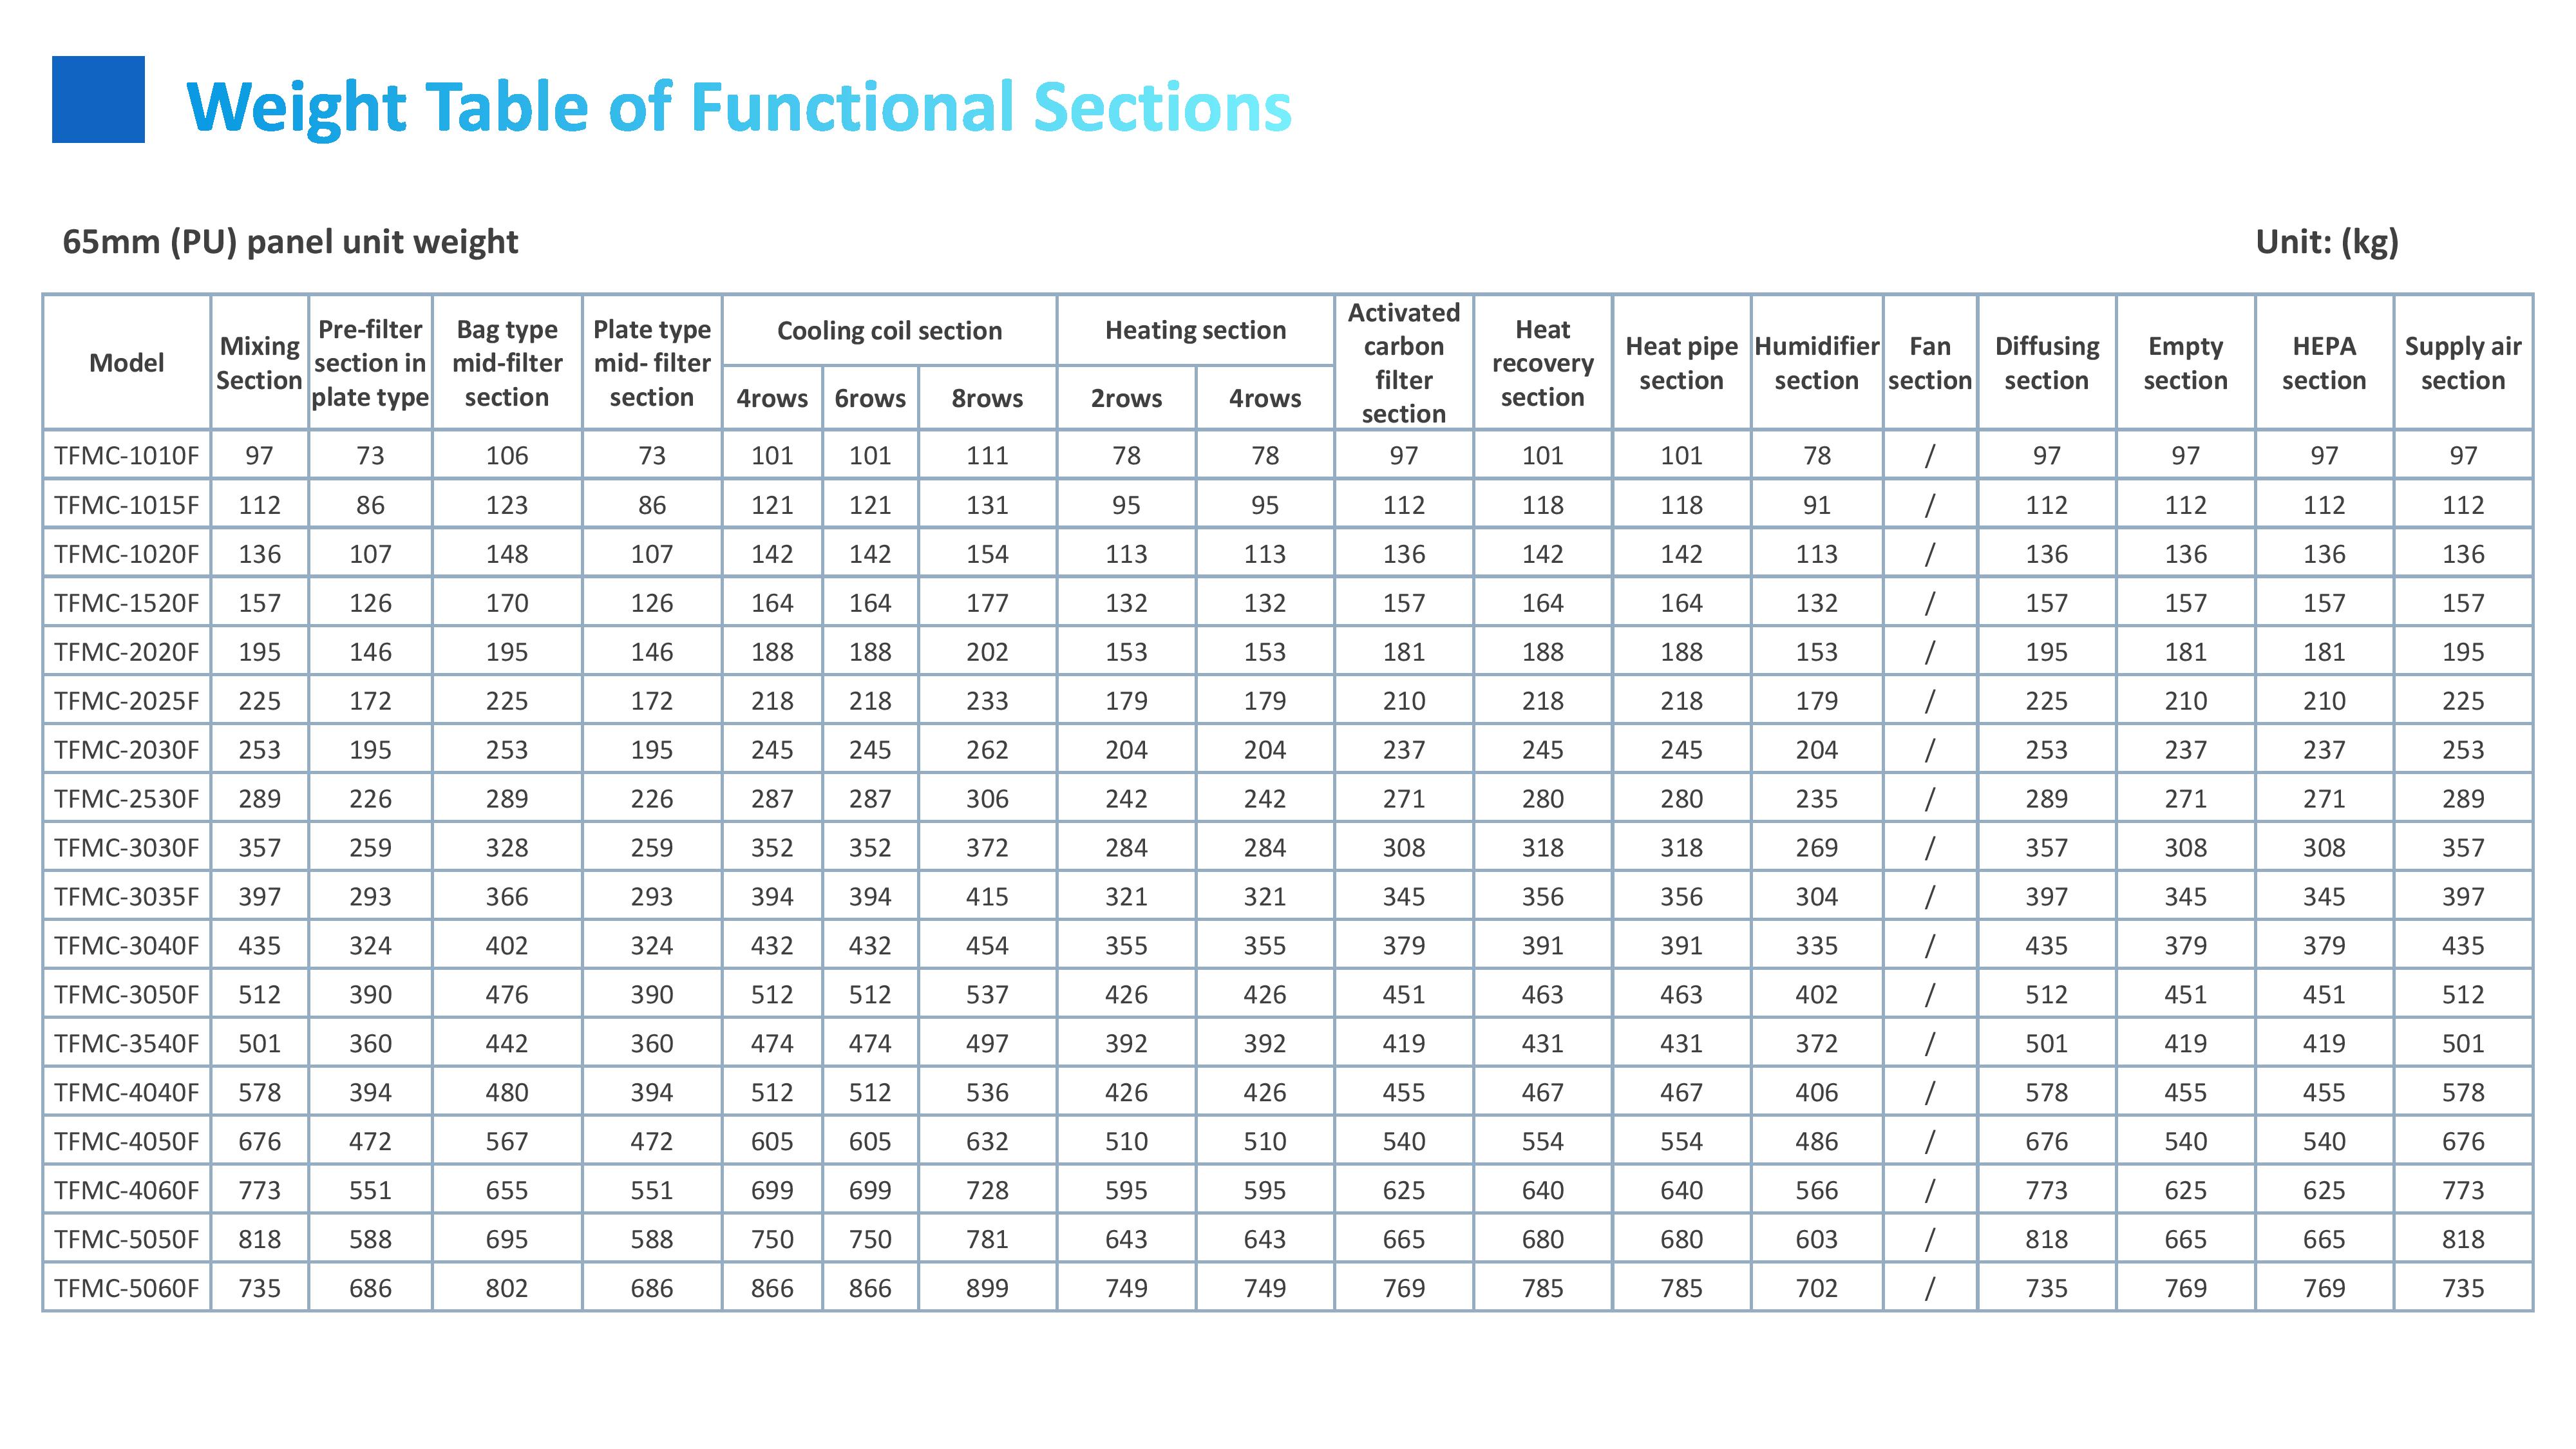 Weight Table of Functional Sections
65mm (PU) panel unit weight
Unit: (kg)
Model
Mixing
Section
Pre-filter
section in
plate type
Bag type
mid-filter
section
Plate type
mid- filter
section
Cooling coil section
4rows 6rows 8rows
Heating section
2rows 4rows
Activated
carbon
filter
section
Heat
recovery
section
Heat pipe
section
Humidifier
section
Fan
section
Diffusing
section
Empty
section
HEPA
section
Supply air
section
TFMC-1010F 97 73 106 73 101 101 111 78 78 97 101 101 78 / 97 97 97 97
TFMC-1015F 112 86 123 86 121 121 131 95 95 112 118 118 91 / 112 112 112 112
TFMC-1020F 136 107 148 107 142 142 154 113 113 136 142 142 113 / 136 136 136 136
TFMC-1520F 157 126 170 126 164 164 177 132 132 157 164 164 132 / 157 157 157 157
TFMC-2020F 195 146 195 146 188 188 202 153 153 181 188 188 153 / 195 181 181 195
TFMC-2025F 225 172 225 172 218 218 233 179 179 210 218 218 179 / 225 210 210 225
TFMC-2030F 253 195 253 195 245 245 262 204 204 237 245 245 204 / 253 237 237 253
TFMC-2530F 289 226 289 226 287 287 306 242 242 271 280 280 235 / 289 271 271 289
TFMC-3030F 357 259 328 259 352 352 372 284 284 308 318 318 269 / 357 308 308 357
TFMC-3035F 397 293 366 293 394 394 415 321 321 345 356 356 304 / 397 345 345 397
TFMC-3040F 435 324 402 324 432 432 454 355 355 379 391 391 335 / 435 379 379 435
TFMC-3050F 512 390 476 390 512 512 537 426 426 451 463 463 402 / 512 451 451 512
TFMC-3540F 501 360 442 360 474 474 497 392 392 419 431 431 372 / 501 419 419 501
TFMC-4040F 578 394 480 394 512 512 536 426 426 455 467 467 406 / 578 455 455 578
TFMC-4050F 676 472 567 472 605 605 632 510 510 540 554 554 486 / 676 540 540 676
TFMC-4060F 773 551 655 551 699 699 728 595 595 625 640 640 566 / 773 625 625 773
TFMC-5050F 818 588 695 588 750 750 781 643 643 665 680 680 603 / 818 665 665 818
TFMC-5060F 735 686 802 686 866 866 899 749 749 769 785 785 702 / 735 769 769 735